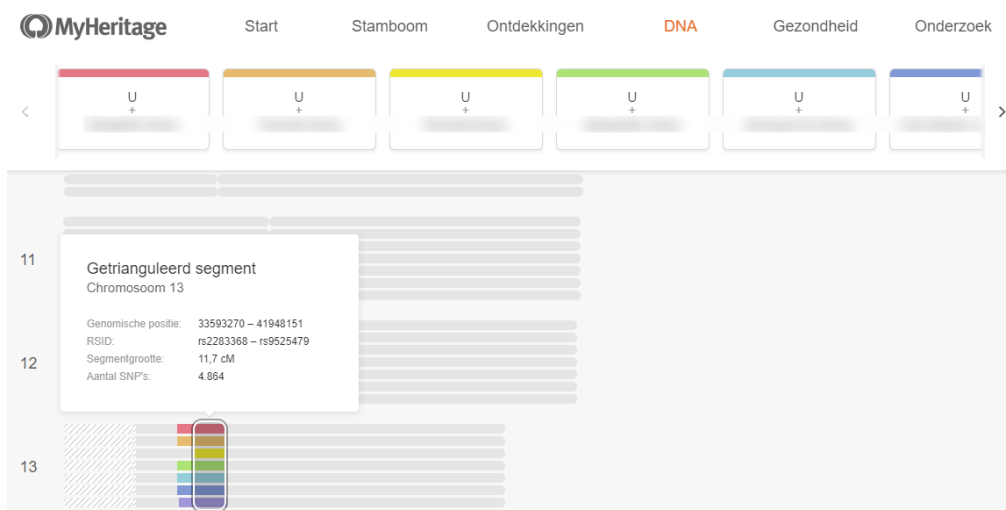 MyHeritage Start Stamboom Ontdekkingen DNA Gezondheid Onderzoek
U U U U U U
+ + + + + +
11
Getrianguleerd segment
Chromosoom 13
Genomische positie: 33593270 – 41948151
RSID: rs2283368 – rs9525479
Segmentgrootte: 11,7 cM
Aantal SNP's: 4.864
12
13